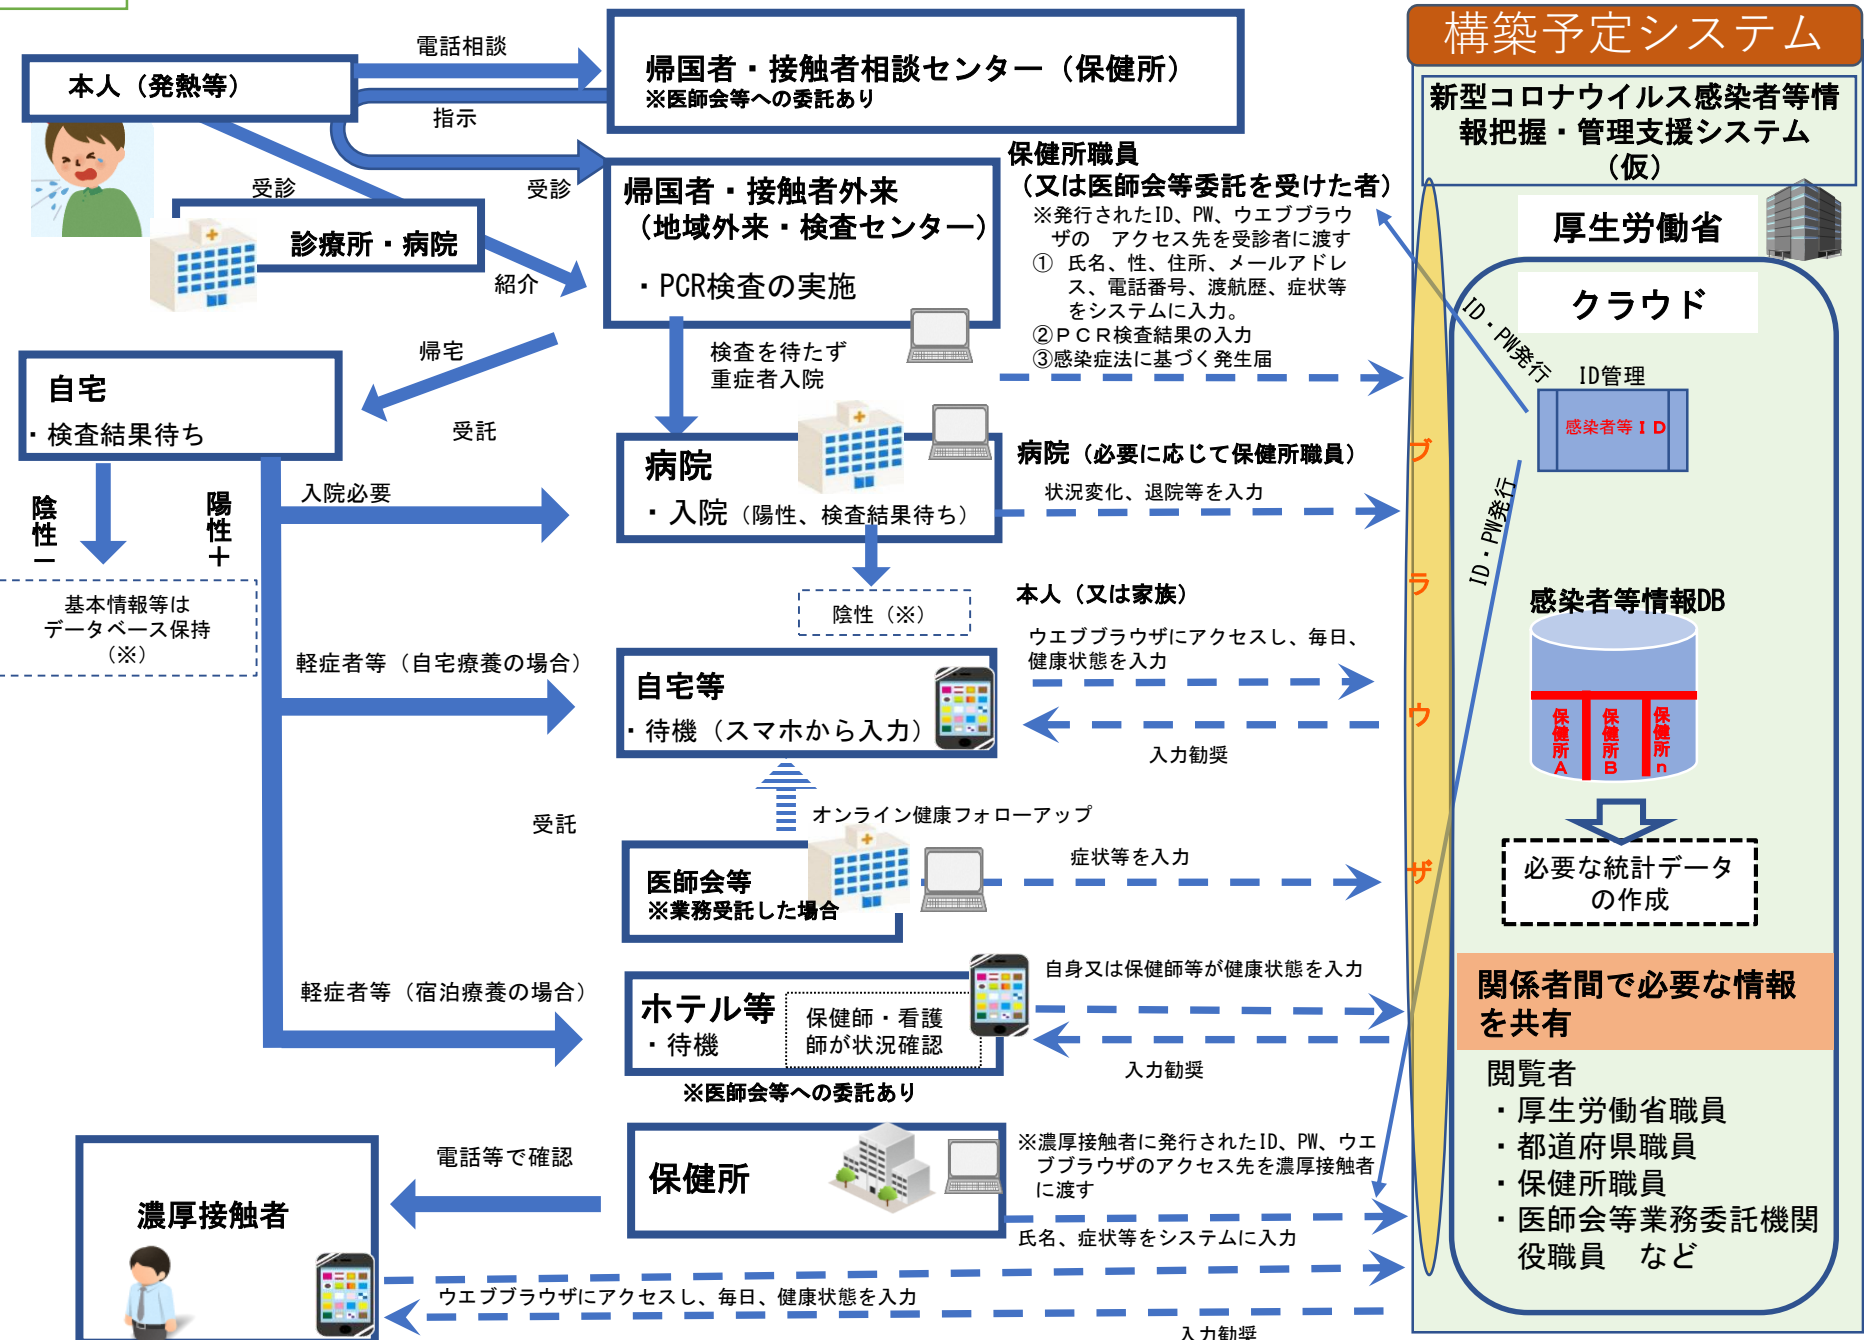 構築予定システム
電話相談
本人（発熱等）
指示
帰国者・接触者相談センター（保健所）
※医師会等への委託あり
新型コロナウイルス感染者等情
報把握・管理支援システム
（仮）
受診
受診
診療所・病院
紹介
帰国者・接触者外来
（地域外来・検査センター）
・PCR検査の実施
保健所職員
（又は医師会等委託を受けた者）
※発行されたID、PW、ウエブブラウ
ザの　アクセス先を受診者に渡す
① 氏名、性、住所、メールアドレ
ス、電話番号、渡航歴、症状等
をシステムに入力。
②ＰＣＲ検査結果の入力
③感染症法に基づく発生届
厚生労働省
クラウド
ID・PW発行
ID管理
感染者等ＩＤ
ID・PW発行
帰宅
検査を待たず
重症者入院
自宅
・検査結果待ち
受託
病院
・入院（陽性、検査結果待ち）
病院（必要に応じて保健所職員）
状況変化、退院等を入力
陰性－
陽性＋
入院必要
基本情報等は
データベース保持
（※）
陰性（※）
ブラウザ
感染者等情報DB
保健所Ａ
保健所Ｂ
保健所ｎ
本人（又は家族）
ウエブブラウザにアクセスし、毎日、
健康状態を入力
軽症者等（自宅療養の場合）
自宅等
・待機（スマホから入力）
入力勧奨
受託
オンライン健康フォローアップ
医師会等
※業務受託した場合
症状等を入力
必要な統計データ
の作成
軽症者等（宿泊療養の場合）
ホテル等
・待機
保健師・看護
師が状況確認
自身又は保健師等が健康状態を入力
入力勧奨
※医師会等への委託あり
関係者間で必要な情報
を共有
閲覧者
・厚生労働省職員
・都道府県職員
・保健所職員
・医師会等業務委託機関
役職員　など
濃厚接触者
電話等で確認
保健所
※濃厚接触者に発行されたID、PW、ウエ
ブブラウザのアクセス先を濃厚接触者
に渡す
氏名、症状等をシステムに入力
ウエブブラウザにアクセスし、毎日、健康状態を入力
入力勧奨